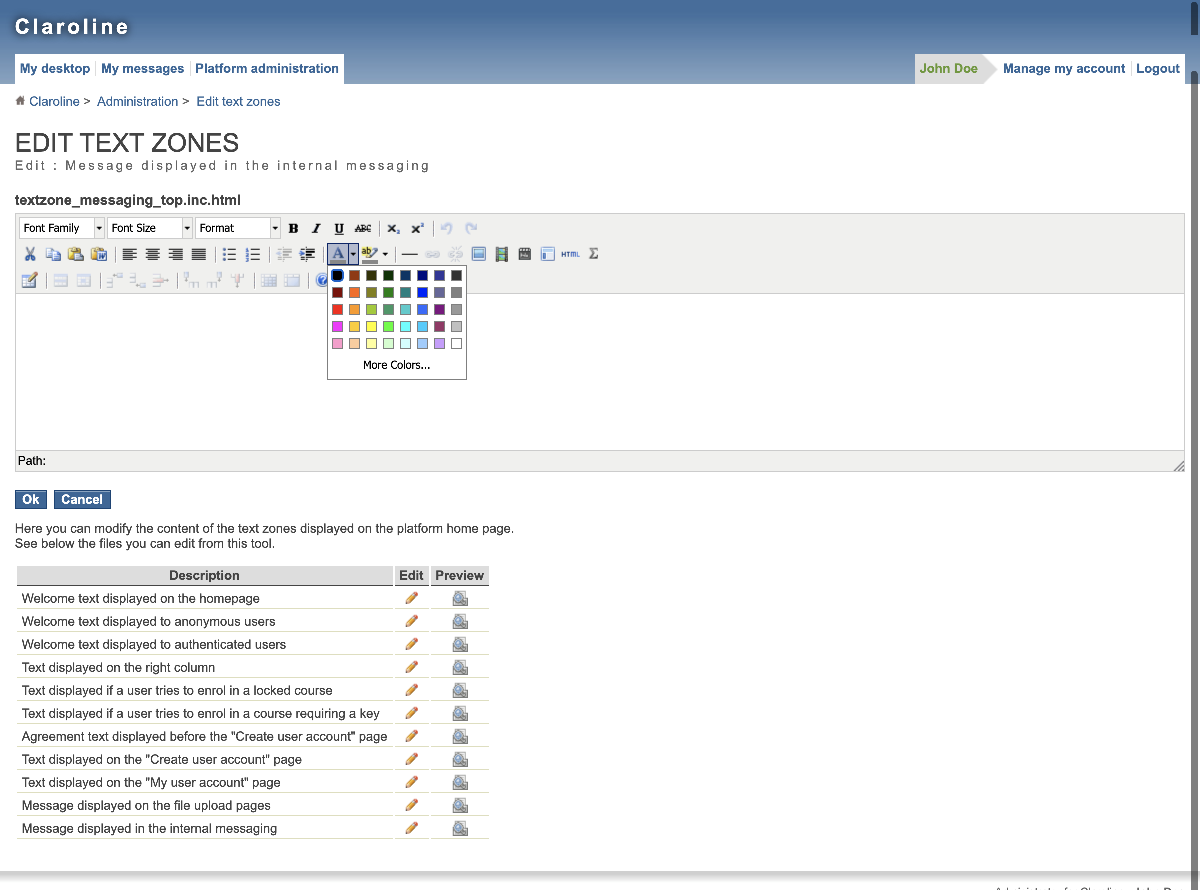 Claroline
My desktop My messages Platform administration John Doe Manage my account Logout
Claroline > Administration > Edit text zones
EDIT TEXT ZONES
Edit : Message displayed in the internal messaging
textzone_messaging_top.inc.html
Font Family Font Size Format B I U ABC x₂ x²
A ab HTML Σ
More Colors...
Path:
Ok Cancel
Here you can modify the content of the text zones displayed on the platform home page.
See below the files you can edit from this tool.
Description Edit Preview
Welcome text displayed on the homepage
Welcome text displayed to anonymous users
Welcome text displayed to authenticated users
Text displayed on the right column
Text displayed if a user tries to enrol in a locked course
Text displayed if a user tries to enrol in a course requiring a key
Agreement text displayed before the "Create user account" page
Text displayed on the "Create user account" page
Text displayed on the "My user account" page
Message displayed on the file upload pages
Message displayed in the internal messaging